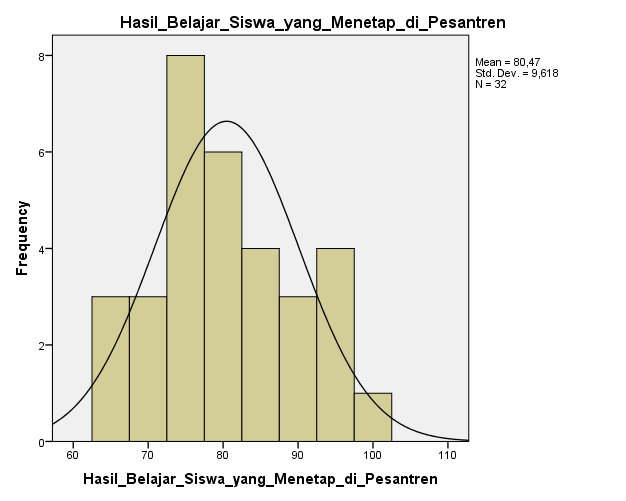 Hasil_Belajar_Siswa_yang_Menetap_di_Pesantren
Mean = 80,47
Std. Dev. = 9,618
N = 32
Frequency
8
6
4
2
0
60 70 80 90 100 110
Hasil_Belajar_Siswa_yang_Menetap_di_Pesantren